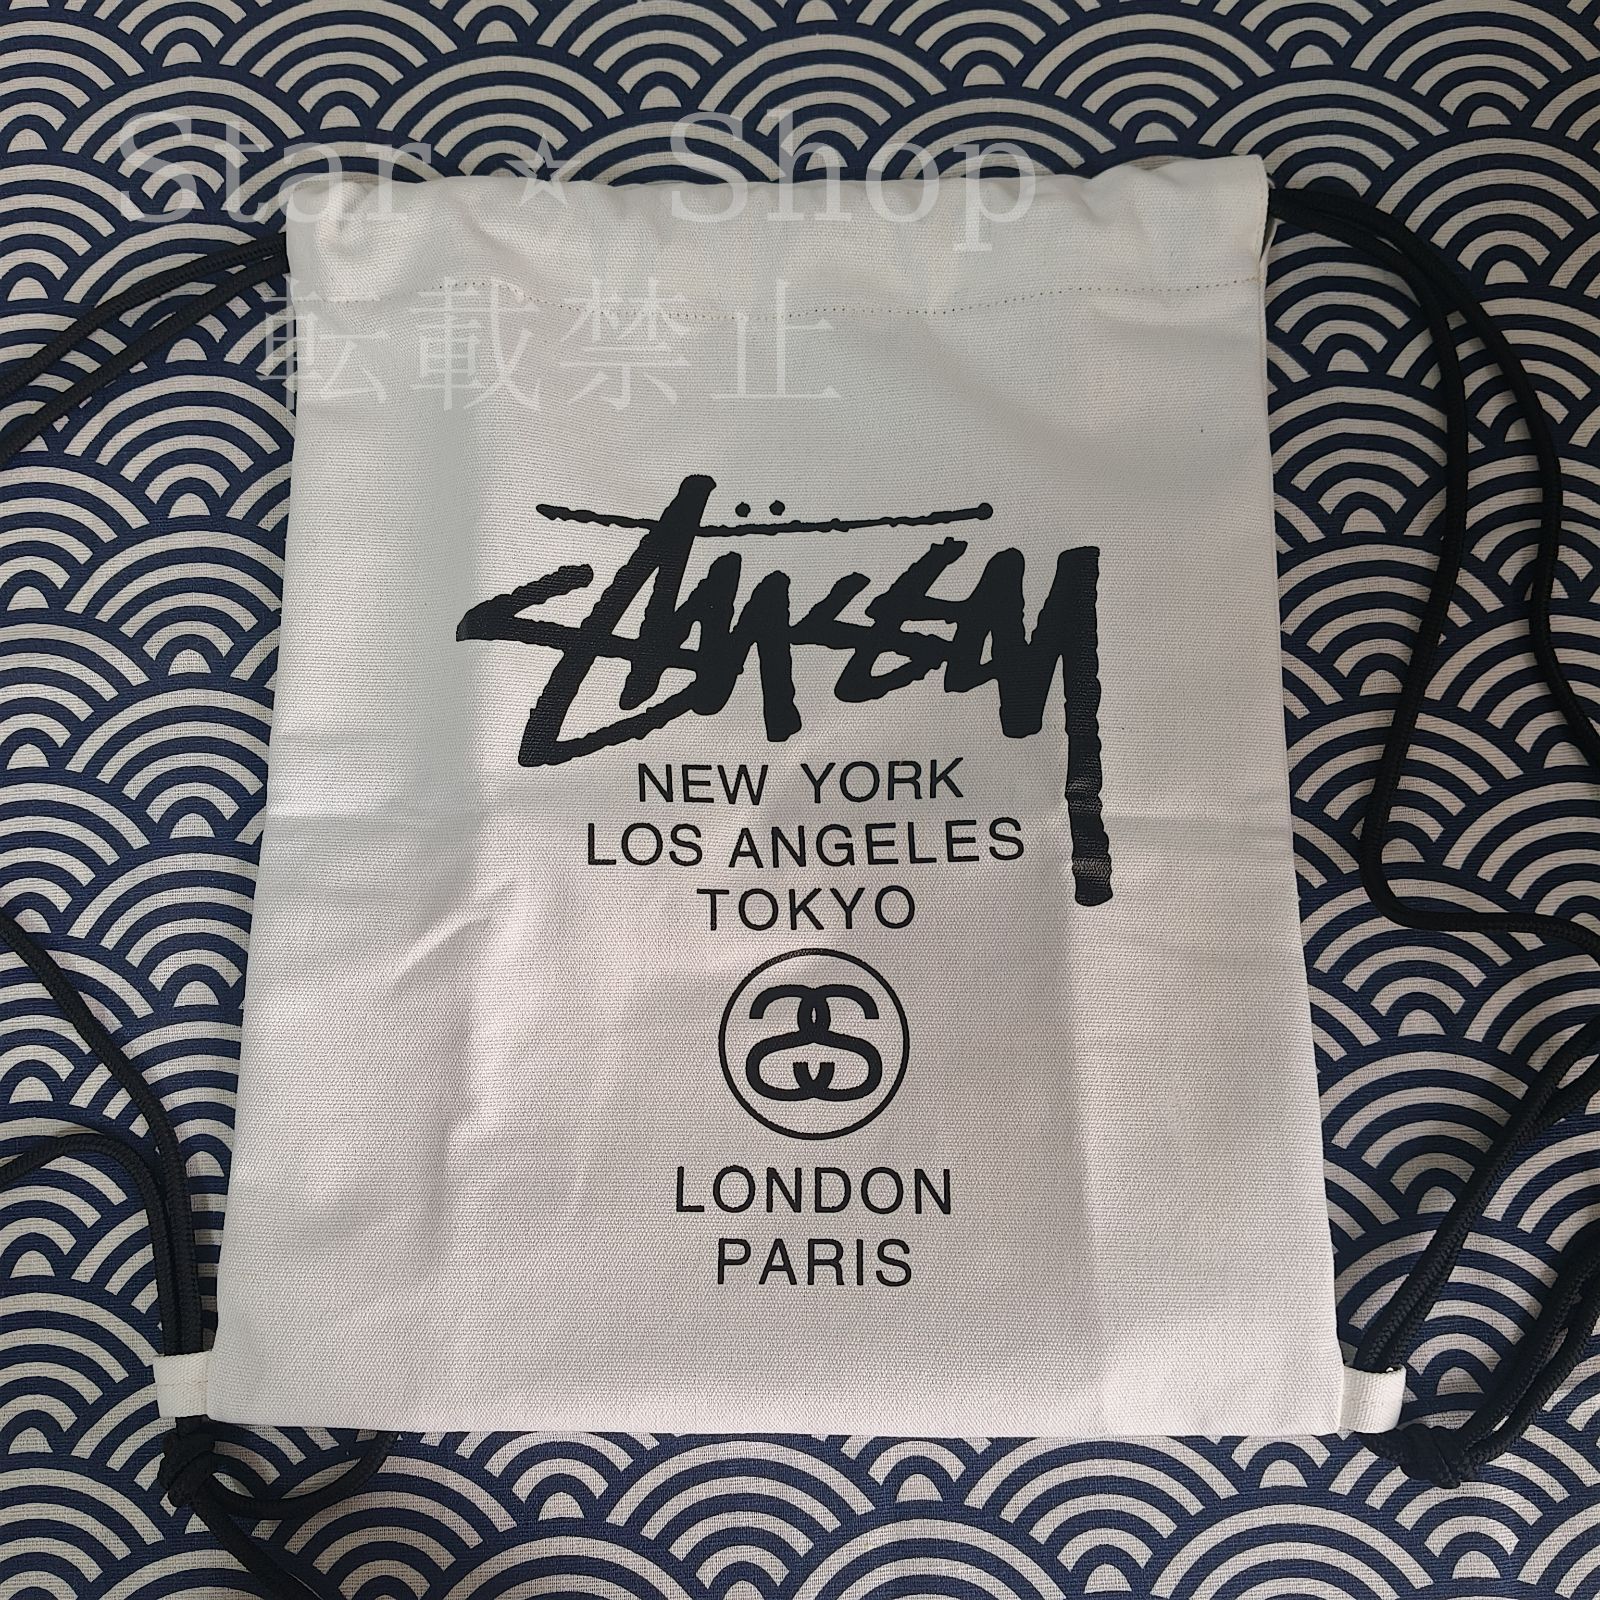 Star ☆ Shop
転載禁止
Stüssy
NEW YORK
LOS ANGELES
TOKYO
LONDON
PARIS